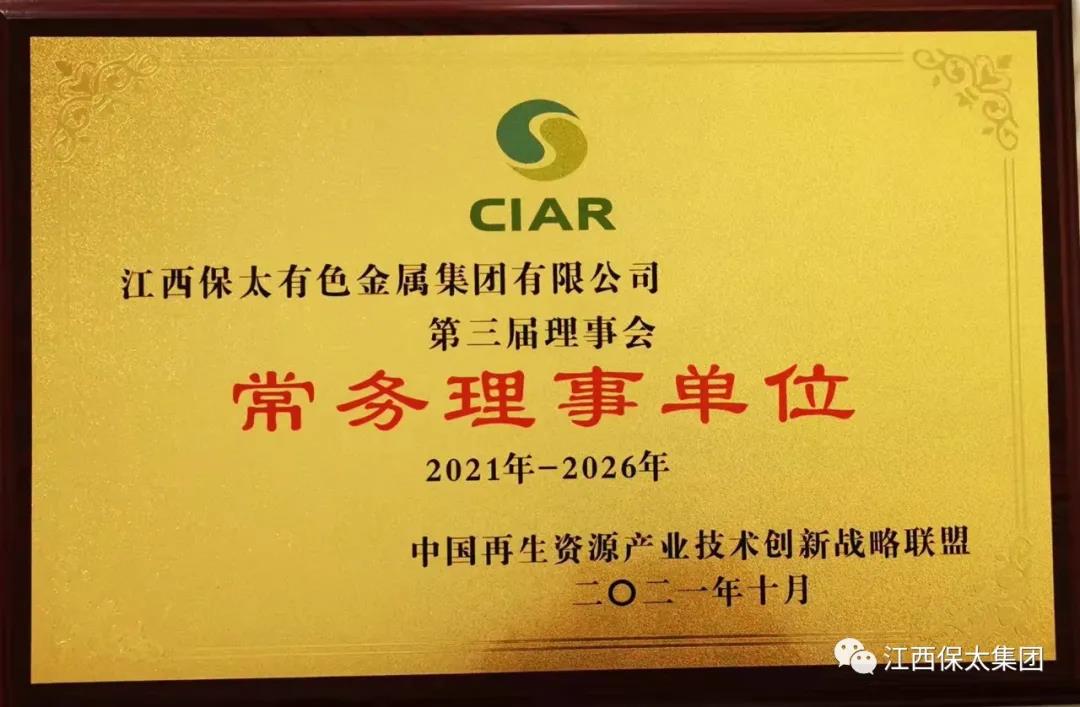 CIAR
江西保太有色金属集团有限公司
第三届理事会
常务理事单位
2021年-2026年
中国再生资源产业技术创新战略联盟
二〇二一年十月
江西保太集团